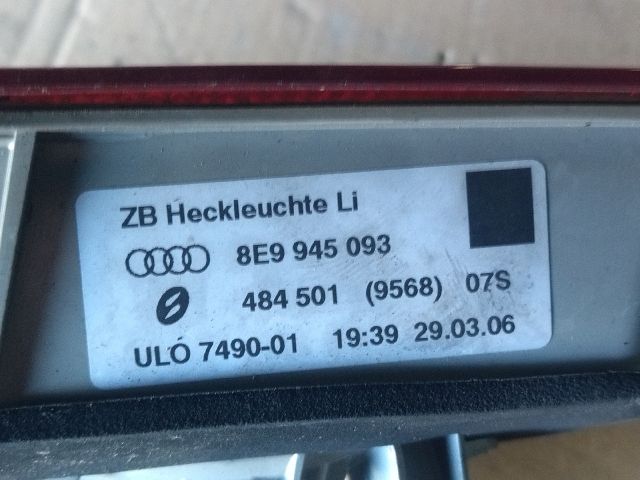 ZB Heckleuchte Li
8E9 945 093
484 501 (9568) 07S
ULO 7490-01 19:39 29.03.06